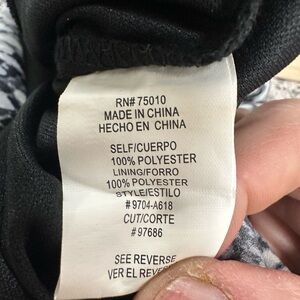 RN# 75010
MADE IN CHINA
HECHO EN CHINA
SELF/CUERPO
100% POLYESTER
LINING/FORRO
100% POLYESTER
STYLE/ESTILO
# 9704-A618
CUT/CORTE
# 97686
SEE REVERSE
VER EL